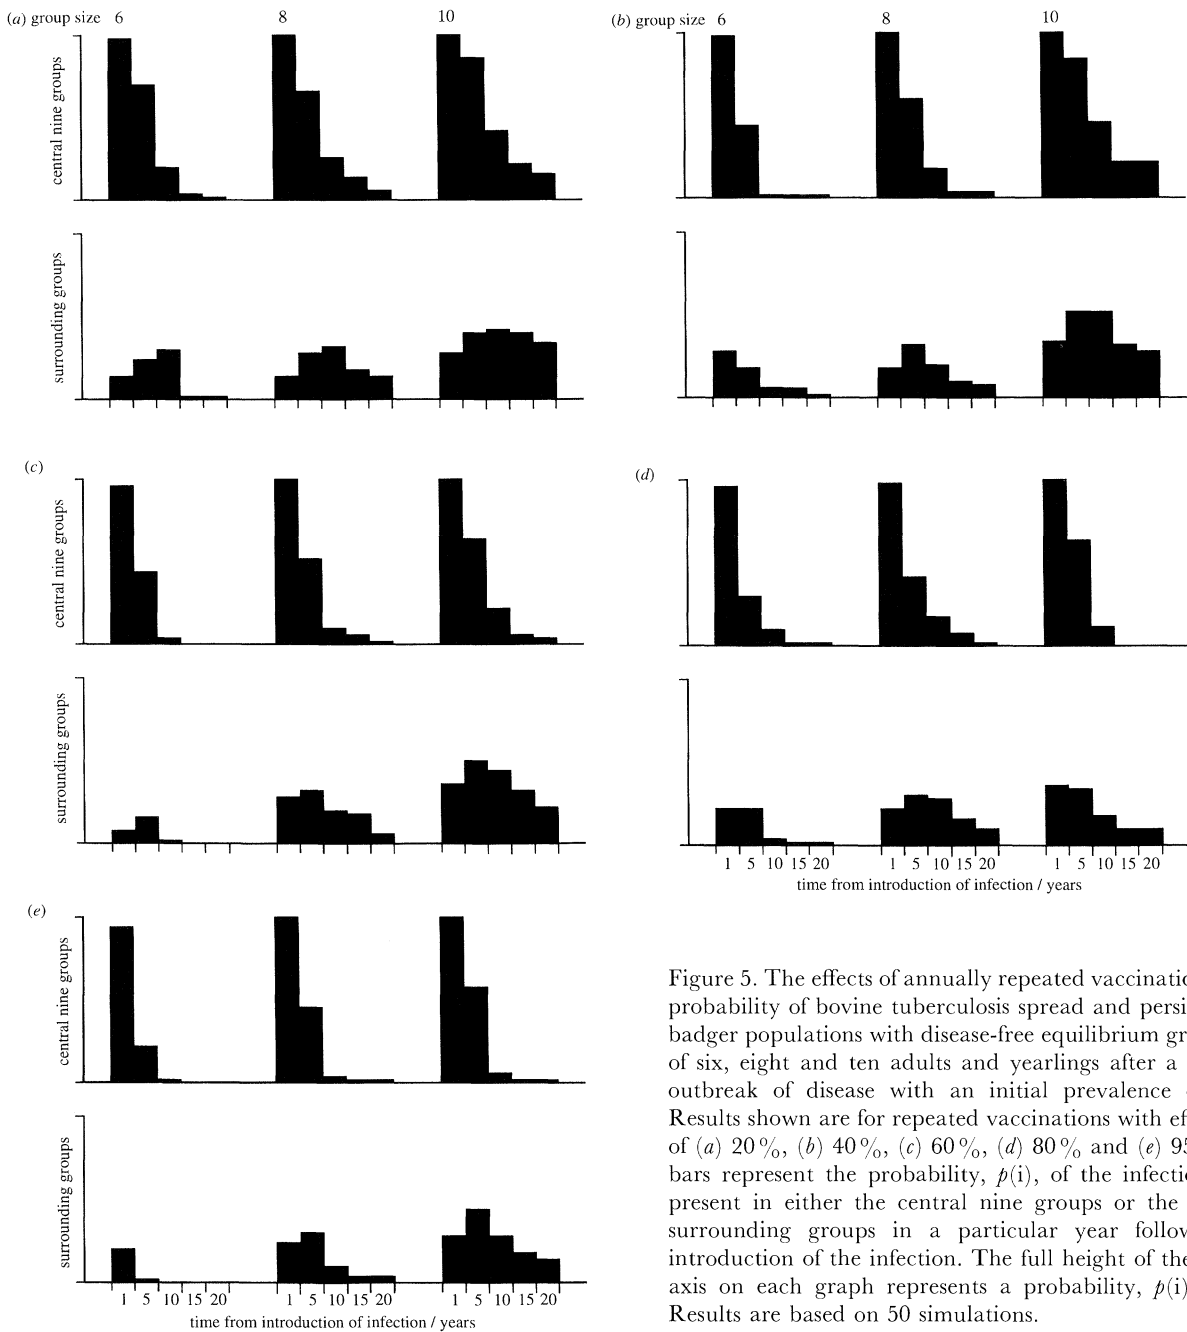 (a) group size 6 8 10
central nine groups
surrounding groups
(b) group size 6 8 10
(c)
central nine groups
surrounding groups
(d)
1 5 10 15 20 1 5 10 15 20 1 5 10 15 20
time from introduction of infection / years
(e)
central nine groups
surrounding groups
1 5 10 15 20 1 5 10 15 20 1 5 10 15 20
time from introduction of infection / years
Figure 5. The effects of annually repeated vaccinatio
probability of bovine tuberculosis spread and persi
badger populations with disease-free equilibrium gr
of six, eight and ten adults and yearlings after a
outbreak of disease with an initial prevalence
Results shown are for repeated vaccinations with ef
of (a) 20%, (b) 40%, (c) 60%, (d) 80% and (e) 95
bars represent the probability, p(i), of the infectio
present in either the central nine groups or the
surrounding groups in a particular year follow
introduction of the infection. The full height of the
axis on each graph represents a probability, p(i)
Results are based on 50 simulations.